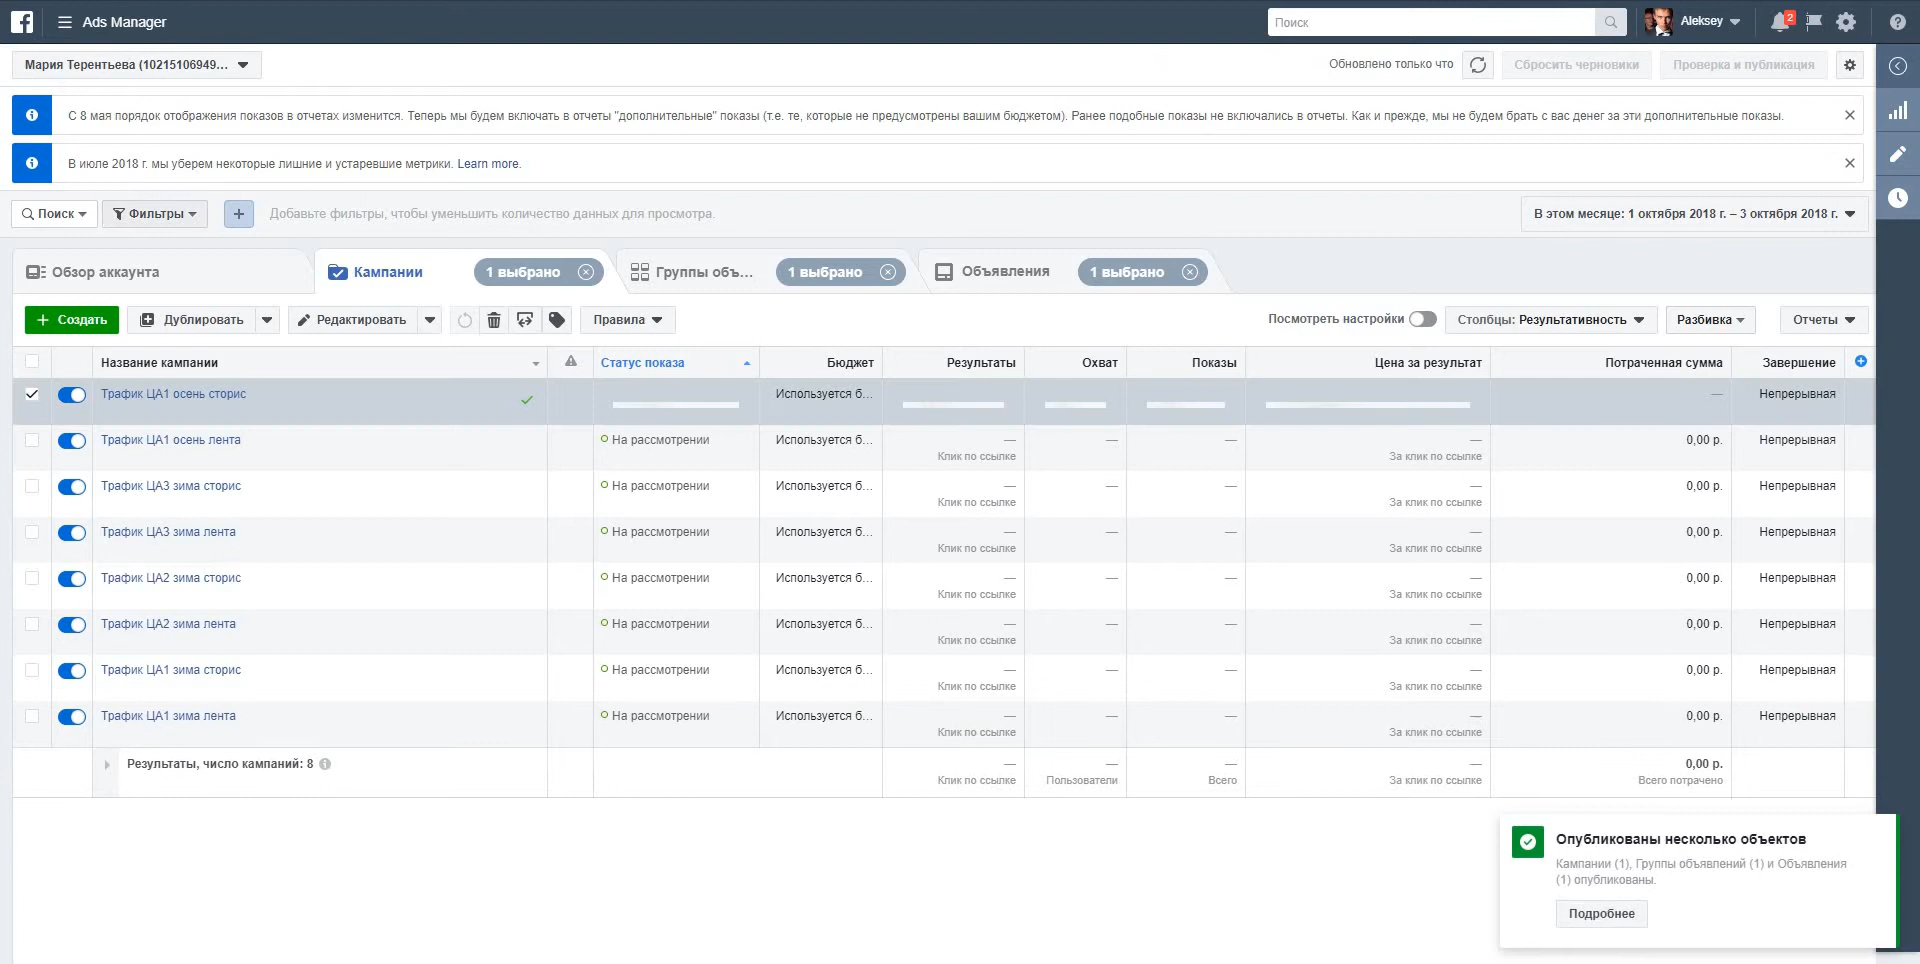 Ads Manager
Поиск
Aleksey
2
Мария Терентьева (10215106949...
Обновлено только что
Сбросить черновики
Проверка и публикация
С 8 мая порядок отображения показов в отчетах изменится. Теперь мы будем включать в отчеты "дополнительные" показы (т.е. те, которые не предусмотрены вашим бюджетом). Ранее подобные показы не включались в отчеты. Как и прежде, мы не будем брать с вас денег за эти дополнительные показы.
В июле 2018 г. мы уберем некоторые лишние и устаревшие метрики. Learn more.
Поиск
Фильтры
+
Добавьте фильтры, чтобы уменьшить количество данных для просмотра.
В этом месяце: 1 октября 2018 г. – 3 октября 2018 г.
Обзор аккаунта
Кампании
1 выбрано
Группы объ...
1 выбрано
Объявления
1 выбрано
+ Создать
Дублировать
Редактировать
Правила
Посмотреть настройки
Столбцы: Результативность
Разбивка
Отчеты
Название кампании Статус показа Бюджет Результаты Охват Показы Цена за результат Потраченная сумма Завершение
Трафик ЦА1 осень сторис Используется б... — Непрерывная
Трафик ЦА1 осень лента На рассмотрении Используется б... — — — — 0,00 р. Непрерывная
Клик по ссылке За клик по ссылке
Трафик ЦА3 зима сторис На рассмотрении Используется б... — — — — 0,00 р. Непрерывная
Клик по ссылке За клик по ссылке
Трафик ЦА3 зима лента На рассмотрении Используется б... — — — — 0,00 р. Непрерывная
Клик по ссылке За клик по ссылке
Трафик ЦА2 зима сторис На рассмотрении Используется б... — — — — 0,00 р. Непрерывная
Клик по ссылке За клик по ссылке
Трафик ЦА2 зима лента На рассмотрении Используется б... — — — — 0,00 р. Непрерывная
Клик по ссылке За клик по ссылке
Трафик ЦА1 зима сторис На рассмотрении Используется б... — — — — 0,00 р. Непрерывная
Клик по ссылке За клик по ссылке
Трафик ЦА1 зима лента На рассмотрении Используется б... — — — — 0,00 р. Непрерывная
Клик по ссылке За клик по ссылке
Результаты, число кампаний: 8 — — — — 0,00 р.
Клик по ссылке Пользователи Всего За клик по ссылке Всего потрачено
Опубликованы несколько объектов
Кампании (1), Группы объявлений (1) и Объявления
(1) опубликованы.
Подробнее